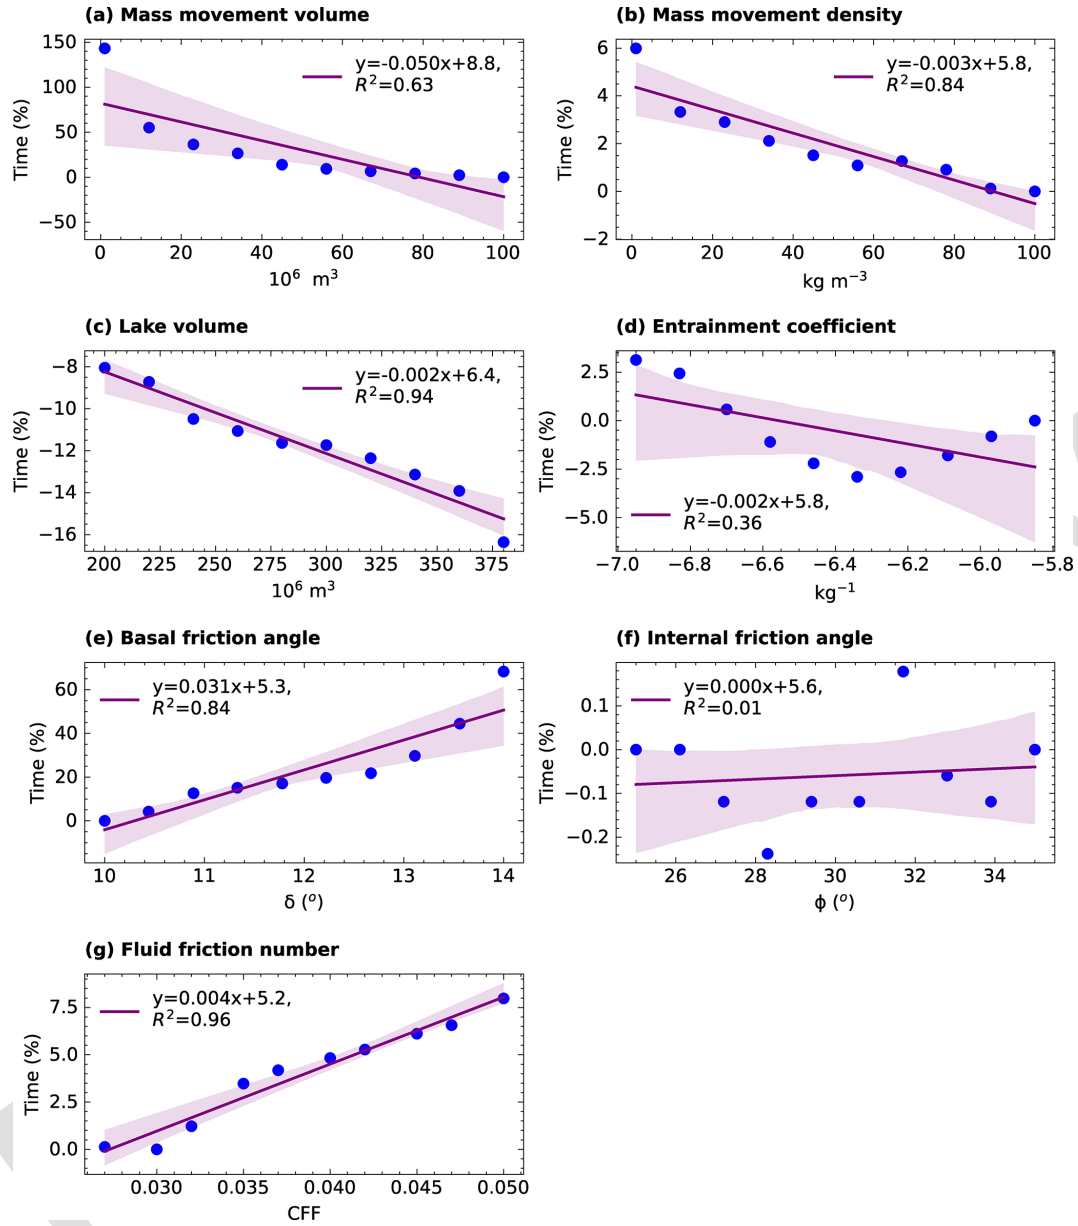 (a) Mass movement volume
Time (%)
150
100
50
0
−50
y=-0.050x+8.8,
R²=0.63
0 20 40 60 80 100
10⁶ m³
(b) Mass movement density
Time (%)
6
4
2
0
−2
y=-0.003x+5.8,
R²=0.84
0 20 40 60 80 100
kg m⁻³
(c) Lake volume
Time (%)
−8
−10
−12
−14
−16
y=-0.002x+6.4,
R²=0.94
200 225 250 275 300 325 350 375
10⁶ m³
(d) Entrainment coefficient
Time (%)
2.5
0.0
−2.5
−5.0
y=-0.002x+5.8,
R²=0.36
−7.0 −6.8 −6.6 −6.4 −6.2 −6.0 −5.8
kg⁻¹
(e) Basal friction angle
Time (%)
60
40
20
0
y=0.031x+5.3,
R²=0.84
10 11 12 13 14
δ (º)
(f) Internal friction angle
Time (%)
0.1
0.0
−0.1
−0.2
y=0.000x+5.6,
R²=0.01
26 28 30 32 34
ϕ (º)
(g) Fluid friction number
Time (%)
7.5
5.0
2.5
0.0
y=0.004x+5.2,
R²=0.96
0.030 0.035 0.040 0.045 0.050
CFF